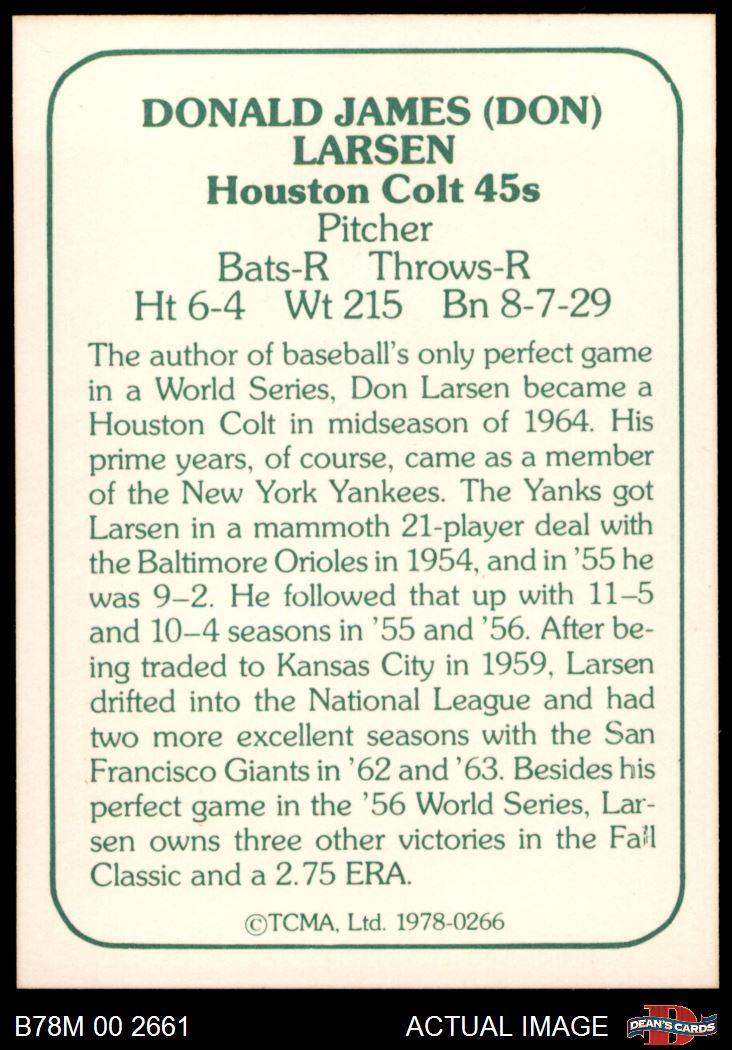 DONALD JAMES (DON)
LARSEN
Houston Colt 45s
Pitcher
Bats-R Throws-R
Ht 6-4 Wt 215 Bn 8-7-29
The author of baseball's only perfect game
in a World Series, Don Larsen became a
Houston Colt in midseason of 1964. His
prime years, of course, came as a member
of the New York Yankees. The Yanks got
Larsen in a mammoth 21-player deal with
the Baltimore Orioles in 1954, and in '55 he
was 9–2. He followed that up with 11–5
and 10–4 seasons in '55 and '56. After be-
ing traded to Kansas City in 1959, Larsen
drifted into the National League and had
two more excellent seasons with the San
Francisco Giants in '62 and '63. Besides his
perfect game in the '56 World Series, Lar-
sen owns three other victories in the Fall
Classic and a 2.75 ERA.
©TCMA, Ltd. 1978-0266
B78M 00 2661 ACTUAL IMAGE DEAN'S CARDS